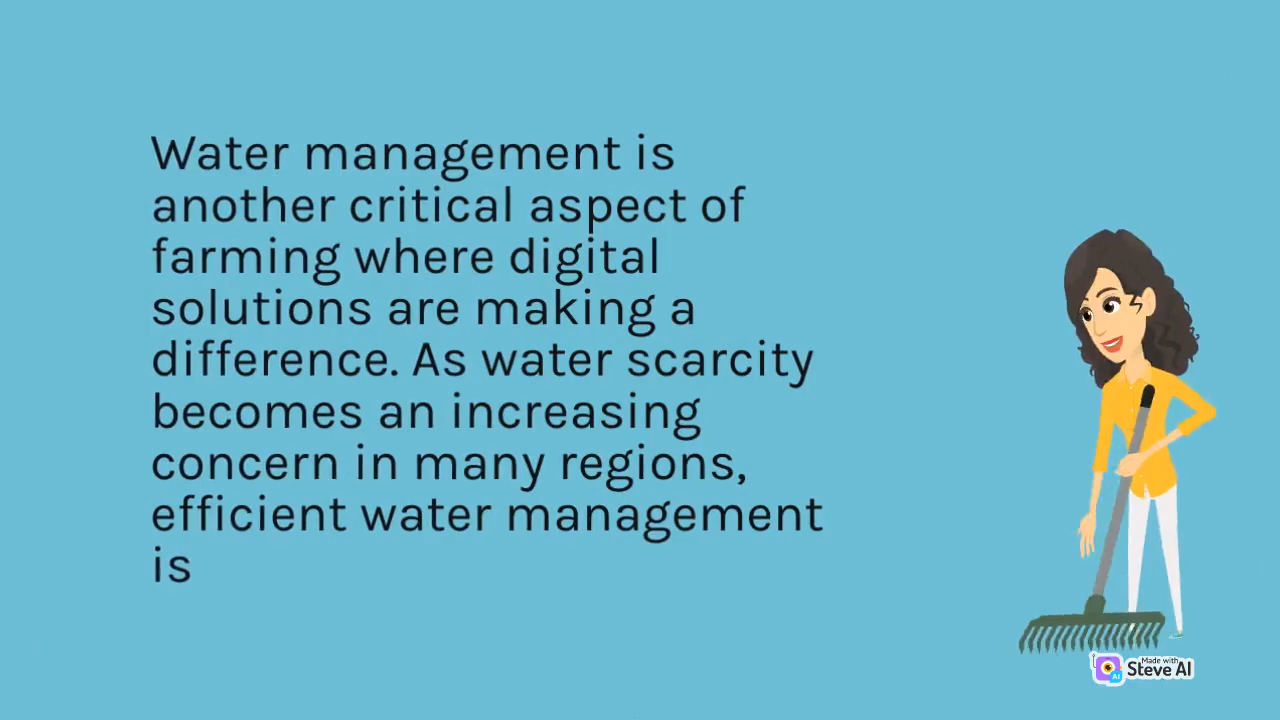 Water management is
another critical aspect of
farming where digital
solutions are making a
difference. As water scarcity
becomes an increasing
concern in many regions,
efficient water management
is
Made with
Steve AI
AI